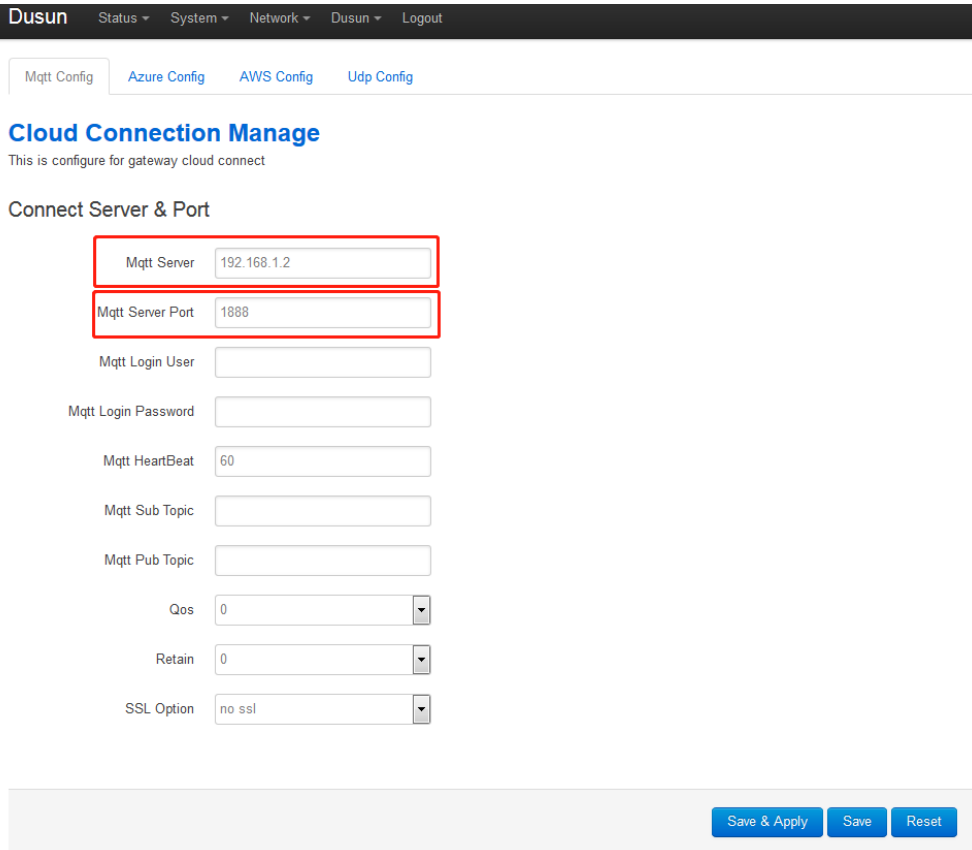 Dusun Status System Network Dusun Logout
Mqtt Config Azure Config AWS Config Udp Config
Cloud Connection Manage
This is configure for gateway cloud connect
Connect Server & Port
Mqtt Server 192.168.1.2
Mqtt Server Port 1888
Mqtt Login User
Mqtt Login Password
Mqtt HeartBeat 60
Mqtt Sub Topic
Mqtt Pub Topic
Qos 0
Retain 0
SSL Option no ssl
Save & Apply Save Reset